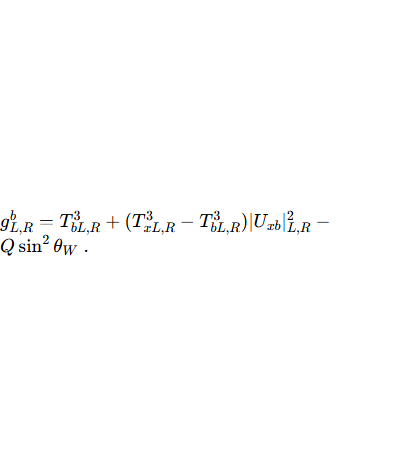 g^b_{L,R} = T^3_{bL,R} + (T^3_{xL,R} − T^3_{bL,R})|U_{xb}|^2_{L,R} −
Q sin^2 θ_W .